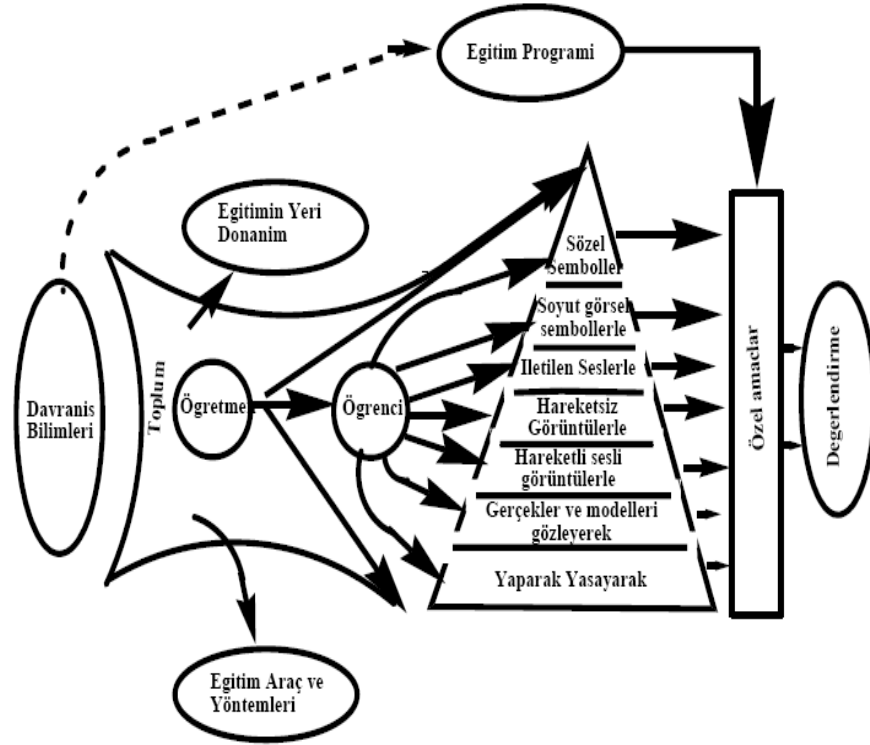 Egitim Programi
Egitimin Yeri
Donanim
Davranis
Bilimleri
Toplum
Ögretmen
Ögrenci
Sözel
Semboller
Soyut görsel
sembollerle
Iletilen Seslerle
Hareketsiz
Görüntülerle
Hareketli sesli
görüntülerle
Gerçekler ve modelleri
gözleyerek
Yaparak Yasayarak
Özel amaclar
Degerlendirme
Egitim Araç ve
Yöntemleri